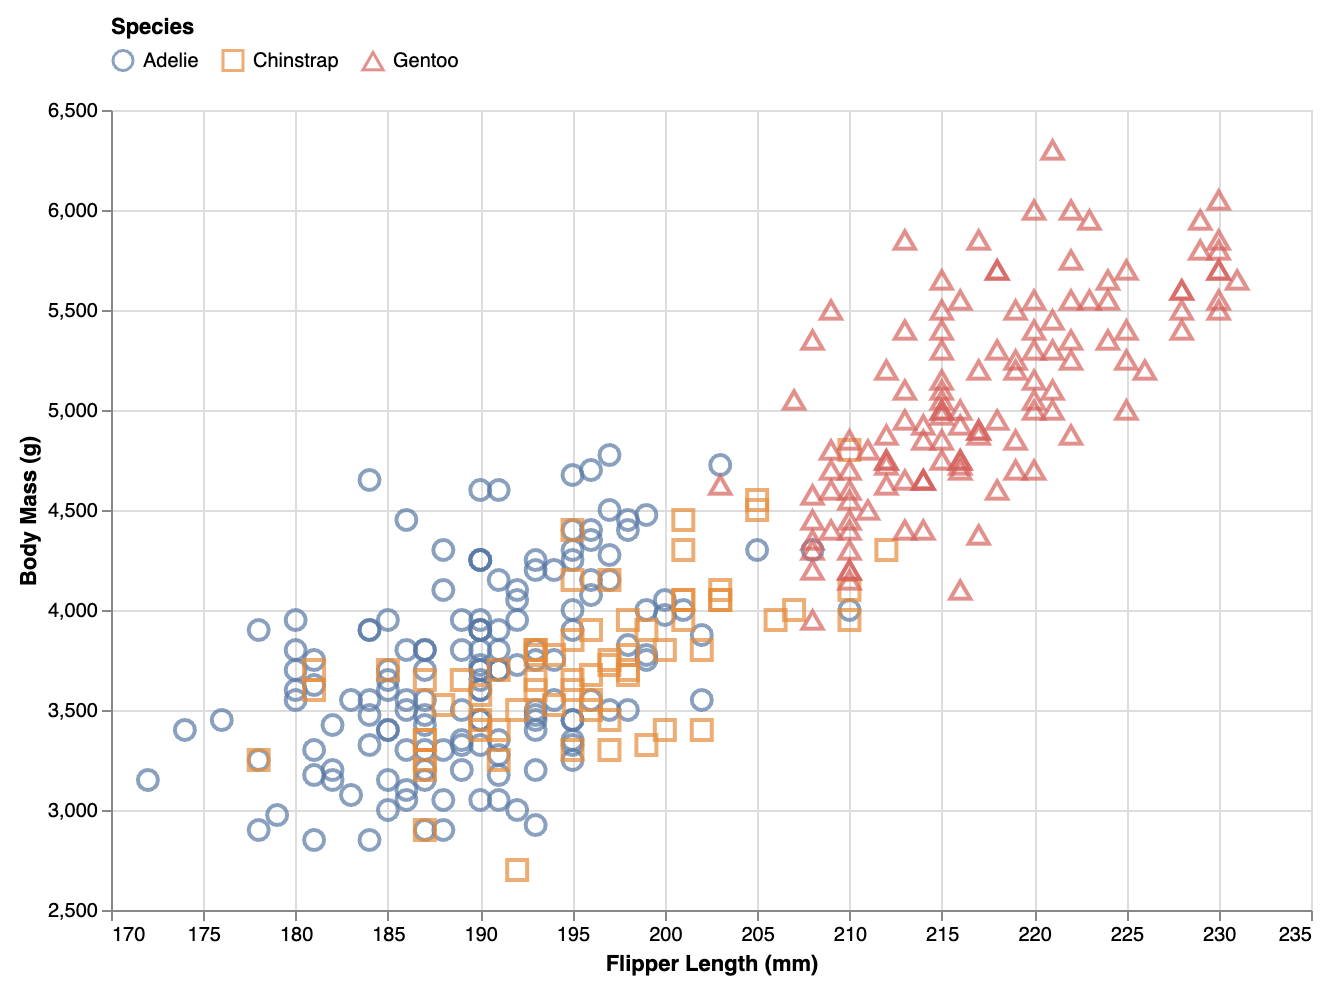 Species
Adelie Chinstrap Gentoo
6,500
6,000
5,500
5,000
4,500
4,000
3,500
3,000
2,500
Body Mass (g)
170 175 180 185 190 195 200 205 210 215 220 225 230 235
Flipper Length (mm)